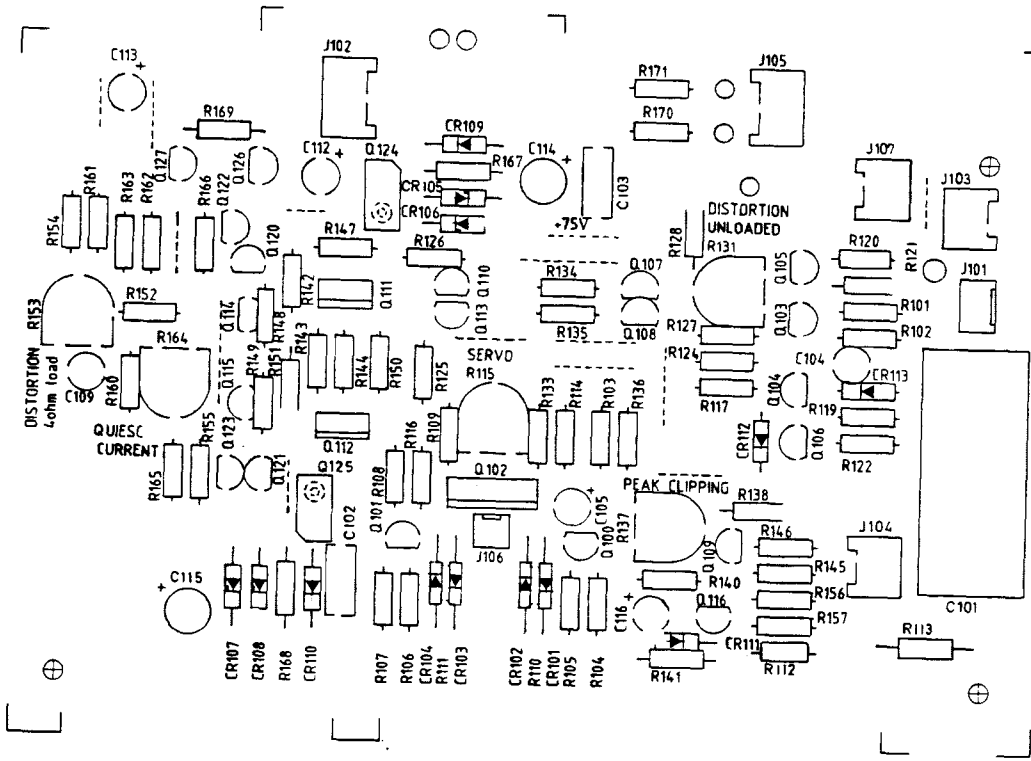 C113
+
J102
R169
CR109
Q124
C112
+
R167
C114
+
CR105
CR106
+75V
C103
R171
R170
J105
J107
J103
Q127
Q126
R161
R163
R162
R166
Q122
R154
Q120
R147
R126
Q110
R134
Q107
R128
DISTORTION
UNLOADED
R131
Q105
R120
R121
J101
R152
R153
Q114
R142
Q111
Q113
R135
Q108
R127
Q103
R101
R102
R164
R148
R149
R151
R143
R144
R150
R125
SERVO
R115
R133
R114
R103
R136
R124
C104
CR113
DISTORTION
4ohm load
C109
R160
Q115
R117
Q104
R119
QUIESC
CURRENT
R155
Q123
Q112
R116
R109
CR112
Q106
R122
R165
Q121
Q125
R108
Q102
PEAK CLIPPING
Q101
C102
C105
+
R137
R138
J106
Q100
Q109
R146
J104
C115
+
R140
R145
R156
C116
+
Q116
R157
C101
CR107
CR108
R168
CR110
R107
R106
CR104
R111
CR103
CR102
R110
CR101
R105
R104
R141
CR111
R112
R113